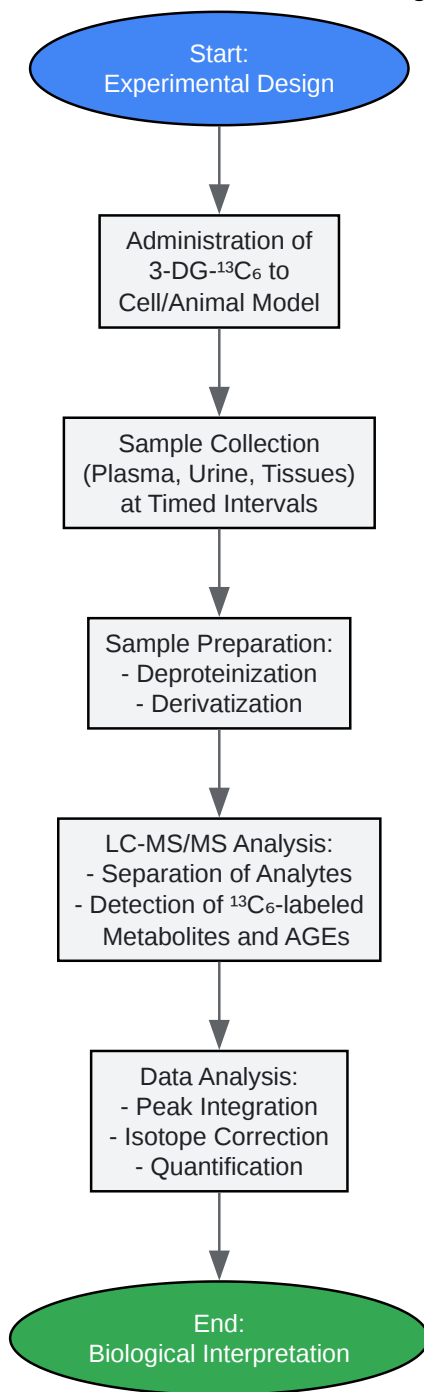 Start:
Experimental Design
Administration of
3-DG-¹³C₆ to
Cell/Animal Model
Sample Collection
(Plasma, Urine, Tissues)
at Timed Intervals
Sample Preparation:
- Deproteinization
- Derivatization
LC-MS/MS Analysis:
- Separation of Analytes
- Detection of ¹³C₆-labeled
Metabolites and AGEs
Data Analysis:
- Peak Integration
- Isotope Correction
- Quantification
End:
Biological Interpretation